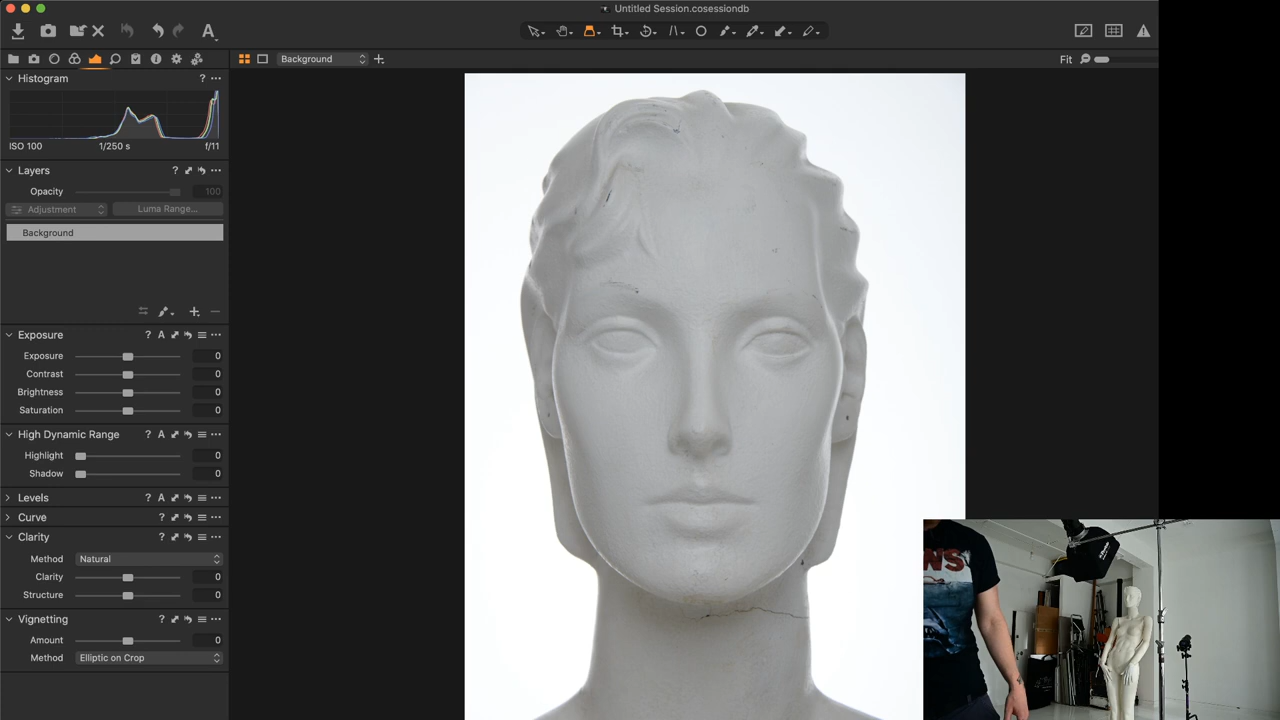 Untitled Session.cosessiondb
A
Background
Fit
Histogram ? ...
ISO 100 1/250 s f/11
Layers ? ...
Opacity 100
Adjustment Luma Range...
Background
Exposure ? A ...
Exposure 0
Contrast 0
Brightness 0
Saturation 0
High Dynamic Range ? A ...
Highlight 0
Shadow 0
Levels ? A ...
Curve ? ...
Clarity ? ...
Method Natural
Clarity 0
Structure 0
Vignetting ? ...
Amount 0
Method Elliptic on Crop